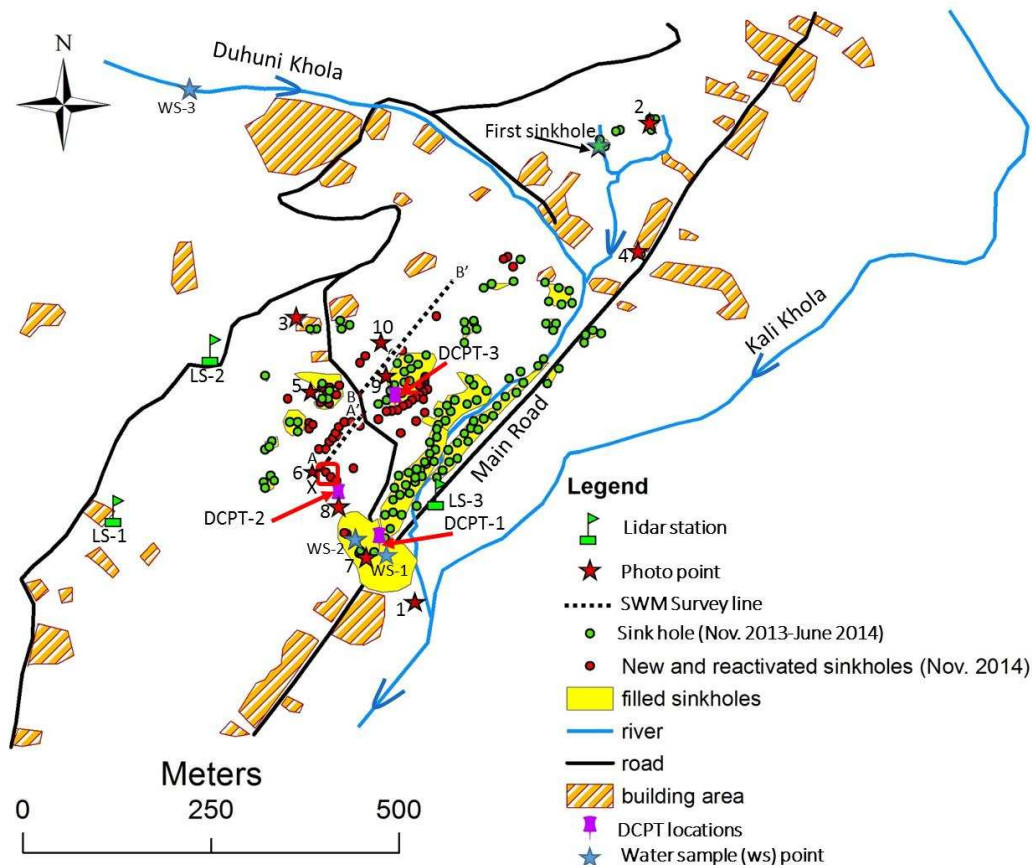 N
Duhuni Khola
WS-3
First sinkhole
2
4
B'
3
10
DCPT-3
Kali Khola
LS-2
5
9
B
A'
Main Road
A
6
X
DCPT-2
8
LS-3
DCPT-1
LS-1
WS-2
7
WS-1
1
Legend
Lidar station
Photo point
SWM Survey line
Sink hole (Nov. 2013-June 2014)
New and reactivated sinkholes (Nov. 2014)
filled sinkholes
river
road
building area
DCPT locations
Water sample (ws) point
Meters
0 250 500